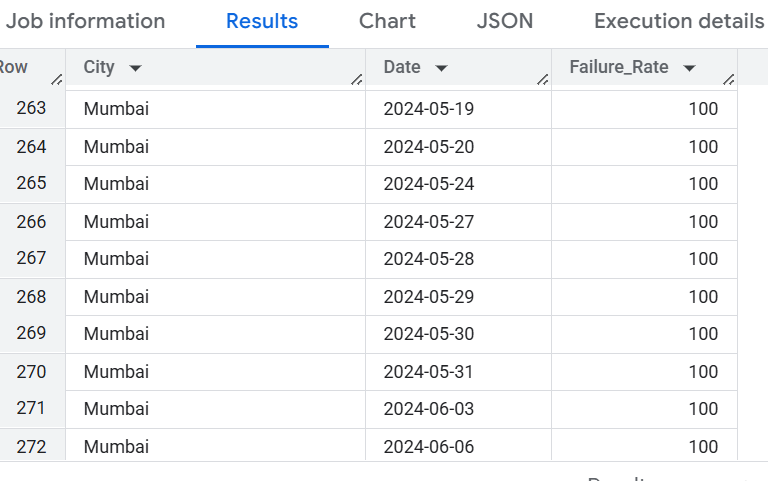 Job information Results Chart JSON Execution details
Row City Date Failure_Rate
263 Mumbai 2024-05-19 100
264 Mumbai 2024-05-20 100
265 Mumbai 2024-05-24 100
266 Mumbai 2024-05-27 100
267 Mumbai 2024-05-28 100
268 Mumbai 2024-05-29 100
269 Mumbai 2024-05-30 100
270 Mumbai 2024-05-31 100
271 Mumbai 2024-06-03 100
272 Mumbai 2024-06-06 100